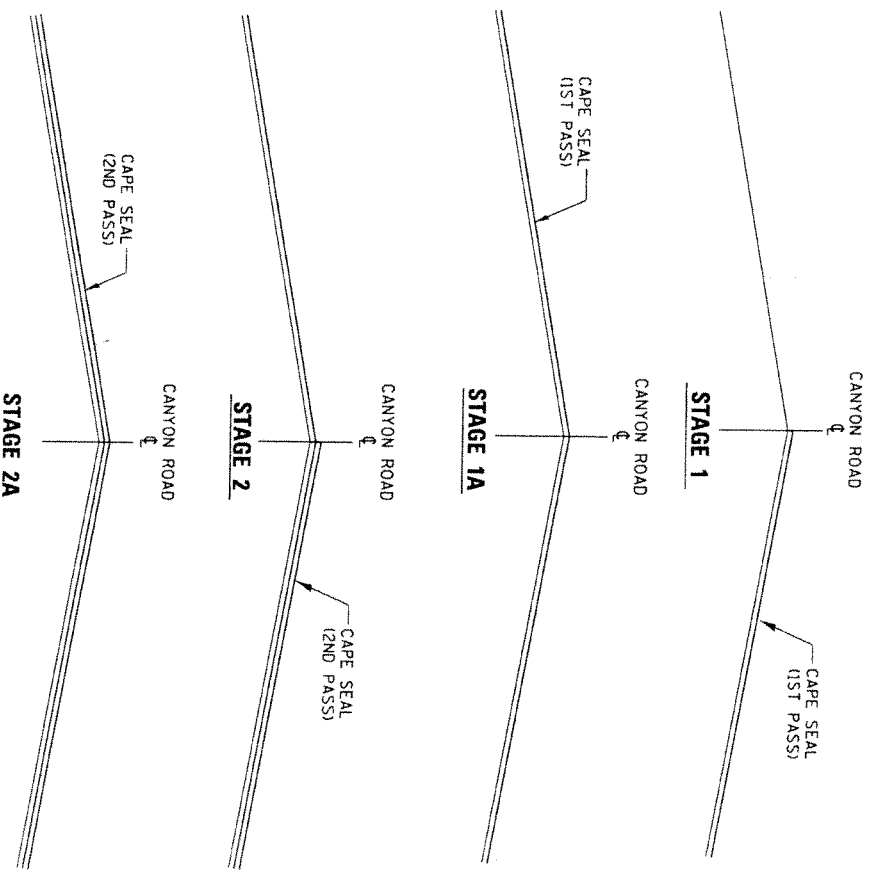 CANYON ROAD
℄
CAPE SEAL
(1ST PASS)
STAGE 1
CANYON ROAD
℄
CAPE SEAL
(1ST PASS)
STAGE 1A
CANYON ROAD
℄
CAPE SEAL
(2ND PASS)
STAGE 2
CANYON ROAD
℄
CAPE SEAL
(2ND PASS)
STAGE 2A